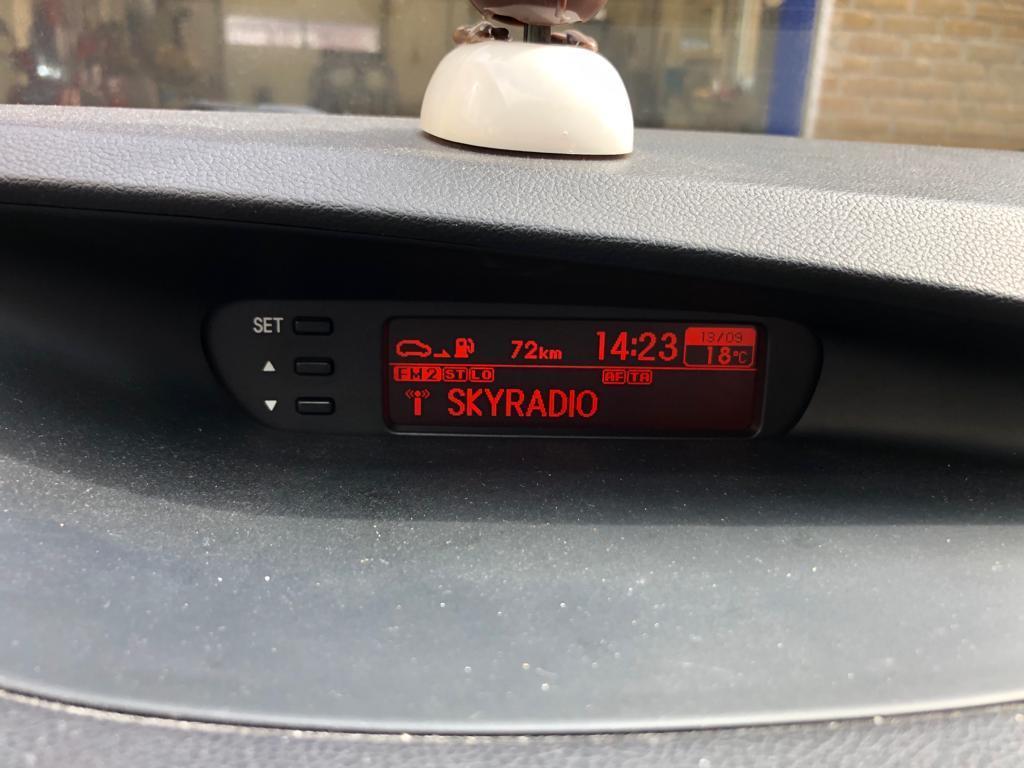 SET
72km 14:23 13/09
18°C
FM2 ST LO AF TA
SKYRADIO